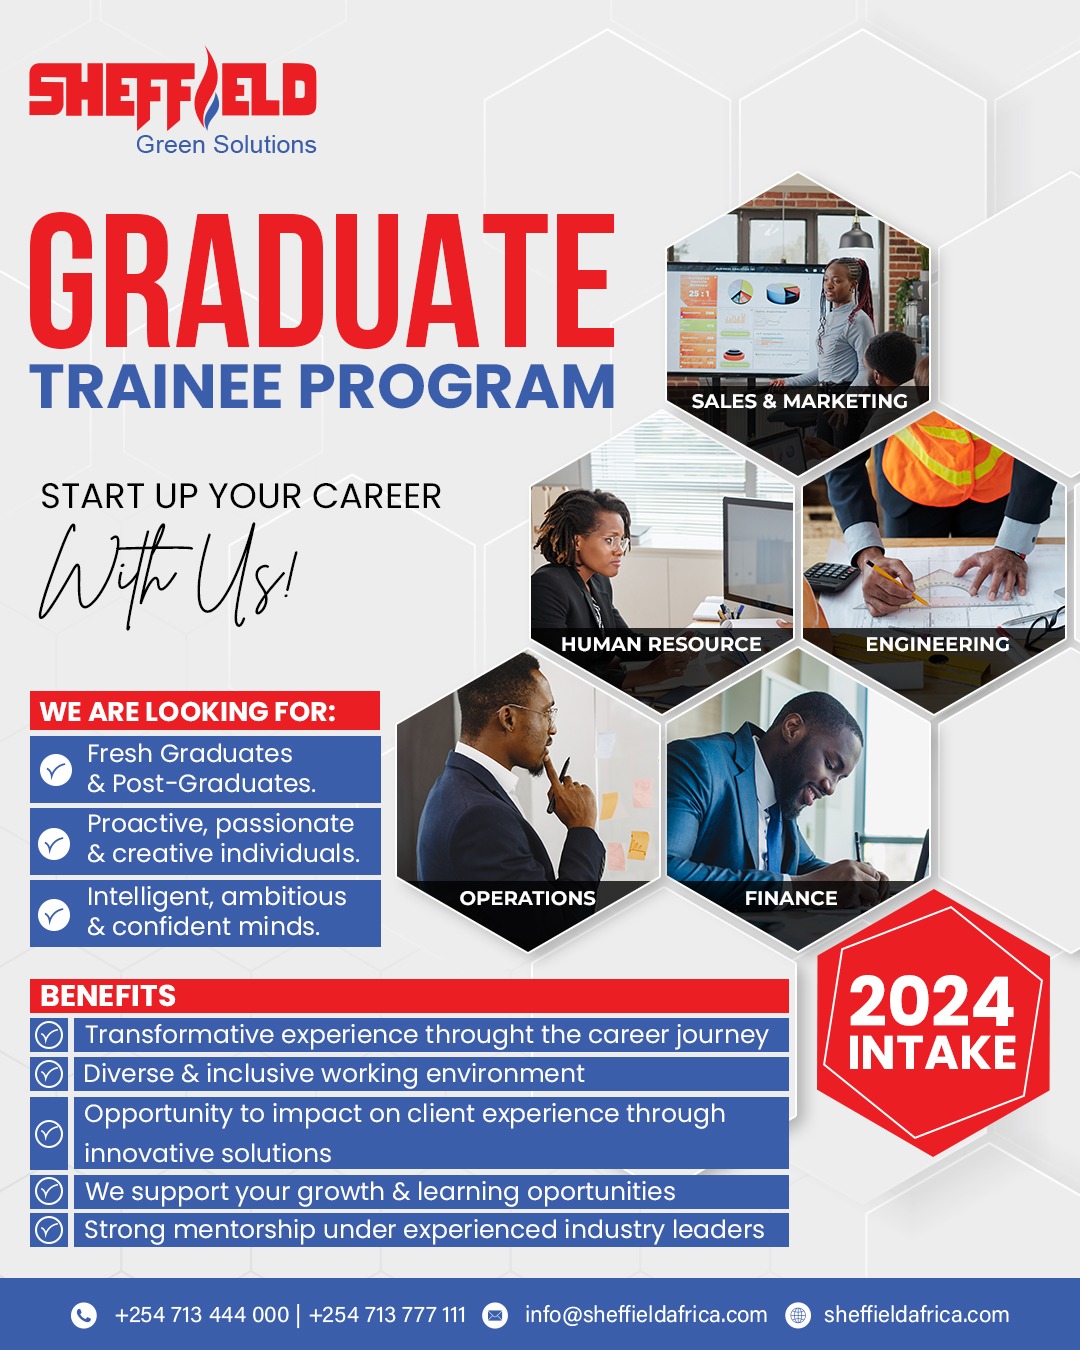 SHEFFIELD
Green Solutions
GRADUATE
TRAINEE PROGRAM
START UP YOUR CAREER
With Us!
25 : 1
SALES & MARKETING
HUMAN RESOURCE
ENGINEERING
OPERATIONS
FINANCE
WE ARE LOOKING FOR:
Fresh Graduates
& Post-Graduates.
Proactive, passionate
& creative individuals.
Intelligent, ambitious
& confident minds.
BENEFITS
Transformative experience throught the career journey
Diverse & inclusive working environment
Opportunity to impact on client experience through
innovative solutions
We support your growth & learning oportunities
Strong mentorship under experienced industry leaders
2024
INTAKE
+254 713 444 000 | +254 713 777 111
info@sheffieldafrica.com
sheffieldafrica.com